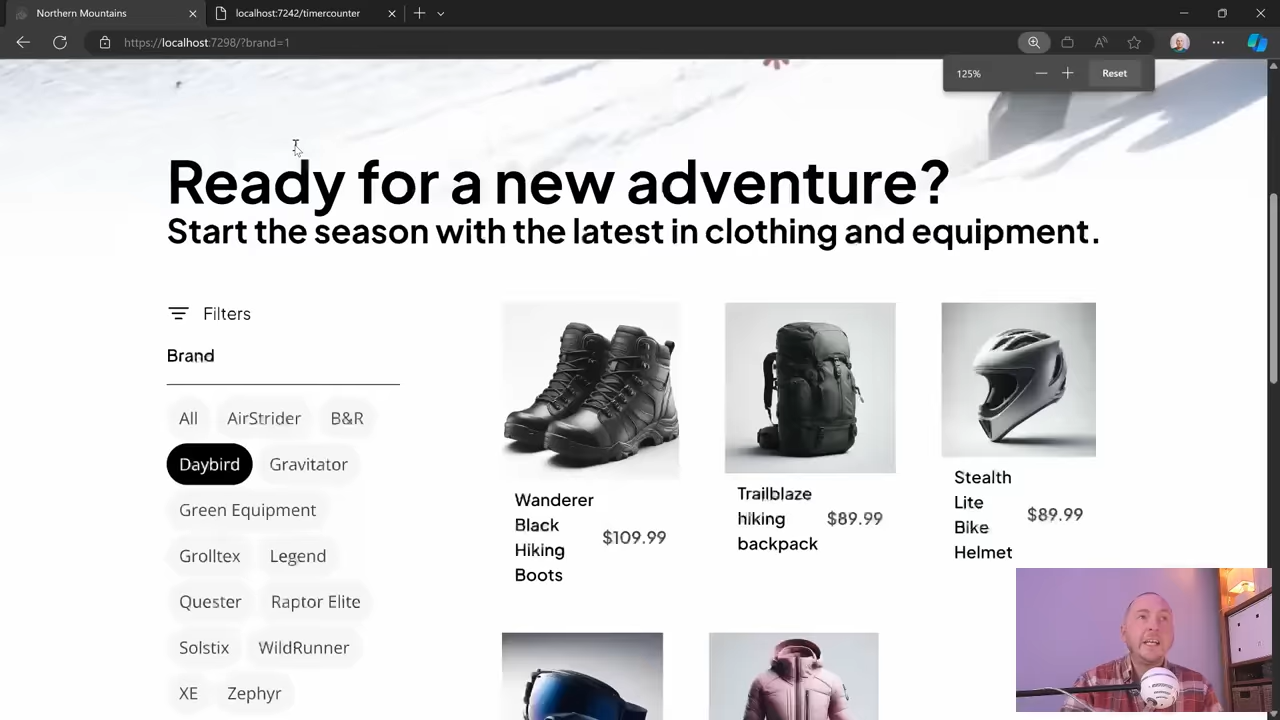 Northern Mountains
localhost:7242/timercounter
https://localhost:7298/?brand=1
125%
Reset
Ready for a new adventure?
Start the season with the latest in clothing and equipment.
Filters
Brand
All
AirStrider
B&R
Daybird
Gravitator
Green Equipment
Grolltex
Legend
Quester
Raptor Elite
Solstix
WildRunner
XE
Zephyr
Wanderer
Black
Hiking
Boots
$109.99
Trailblaze
hiking
backpack
$89.99
Stealth
Lite
Bike
Helmet
$89.99